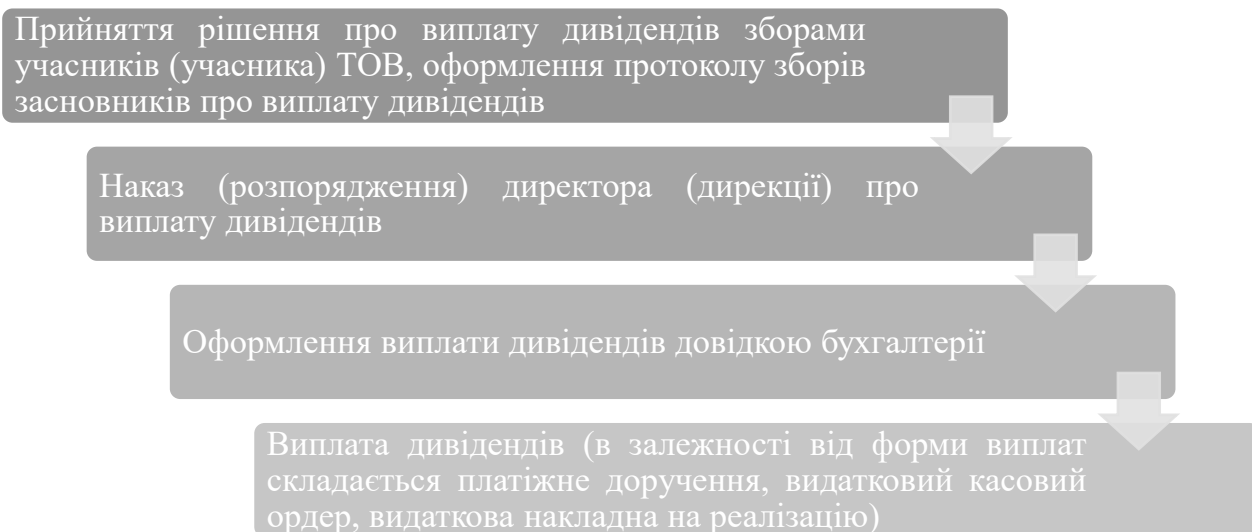 Прийняття рішення про виплату дивідендів зборами
учасників (учасника) ТОВ, оформлення протоколу зборів
засновників про виплату дивідендів
Наказ (розпорядження) директора (дирекції) про
виплату дивідендів
Оформлення виплати дивідендів довідкою бухгалтерії
Виплата дивідендів (в залежності від форми виплат
складається платіжне доручення, видатковий касовий
ордер, видаткова накладна на реалізацію)